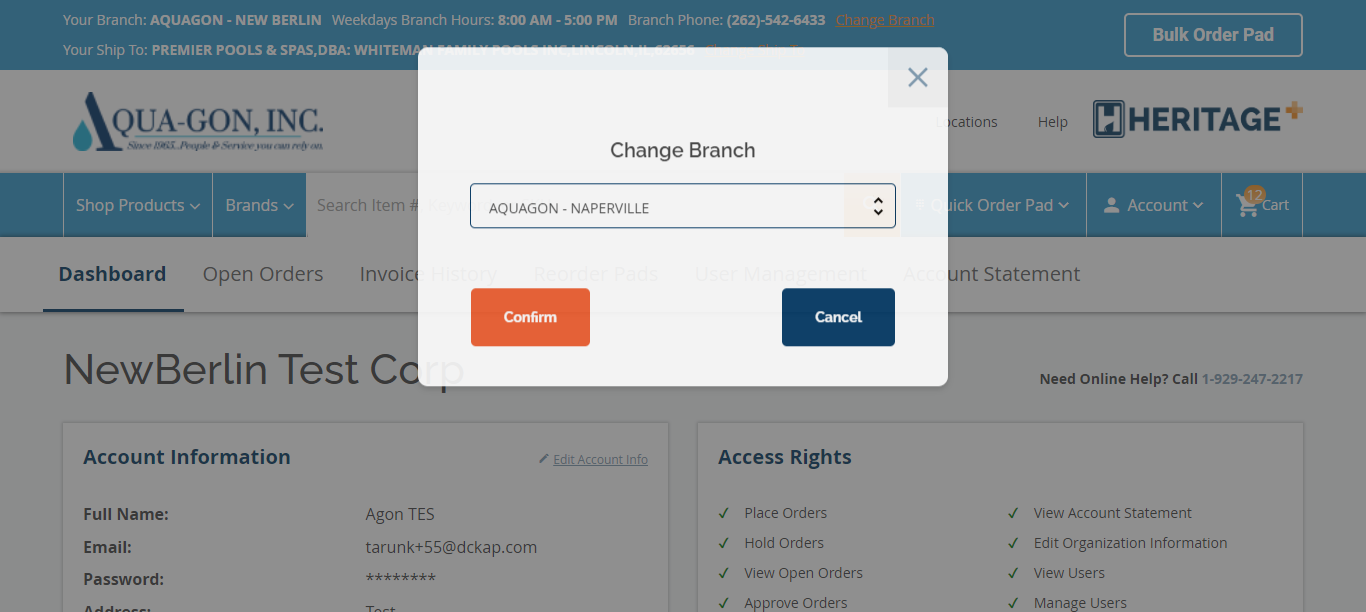 Your Branch: AQUAGON - NEW BERLIN Weekdays Branch Hours: 8:00 AM - 5:00 PM Branch Phone: (262)-542-6433 Change Branch
Your Ship To: PREMIER POOLS & SPAS,DBA: WHITEMAN FAMILY POOLS INC.LINCOLN,IL.62656 Change Ship To
Bulk Order Pad
AQUA-GON, INC.
Since 1965...People & Service you can rely on.
Locations
Help
HERITAGE+
Change Branch
Shop Products
Brands
Search Item #,
AQUAGON - NAPERVILLE
Quick Order Pad
Account
12
Cart
Dashboard
Open Orders
Invoice History
Reorder Pads
User Management
Account Statement
Confirm
Cancel
NewBerlin Test Corp
Need Online Help? Call 1-929-247-2217
Account Information
Edit Account Info
Access Rights
Full Name:
Agon TES
Place Orders
View Account Statement
Email:
tarunk+55@dckap.com
Hold Orders
Edit Organization Information
Password:
********
View Open Orders
View Users
Address:
Test
Approve Orders
Manage Users